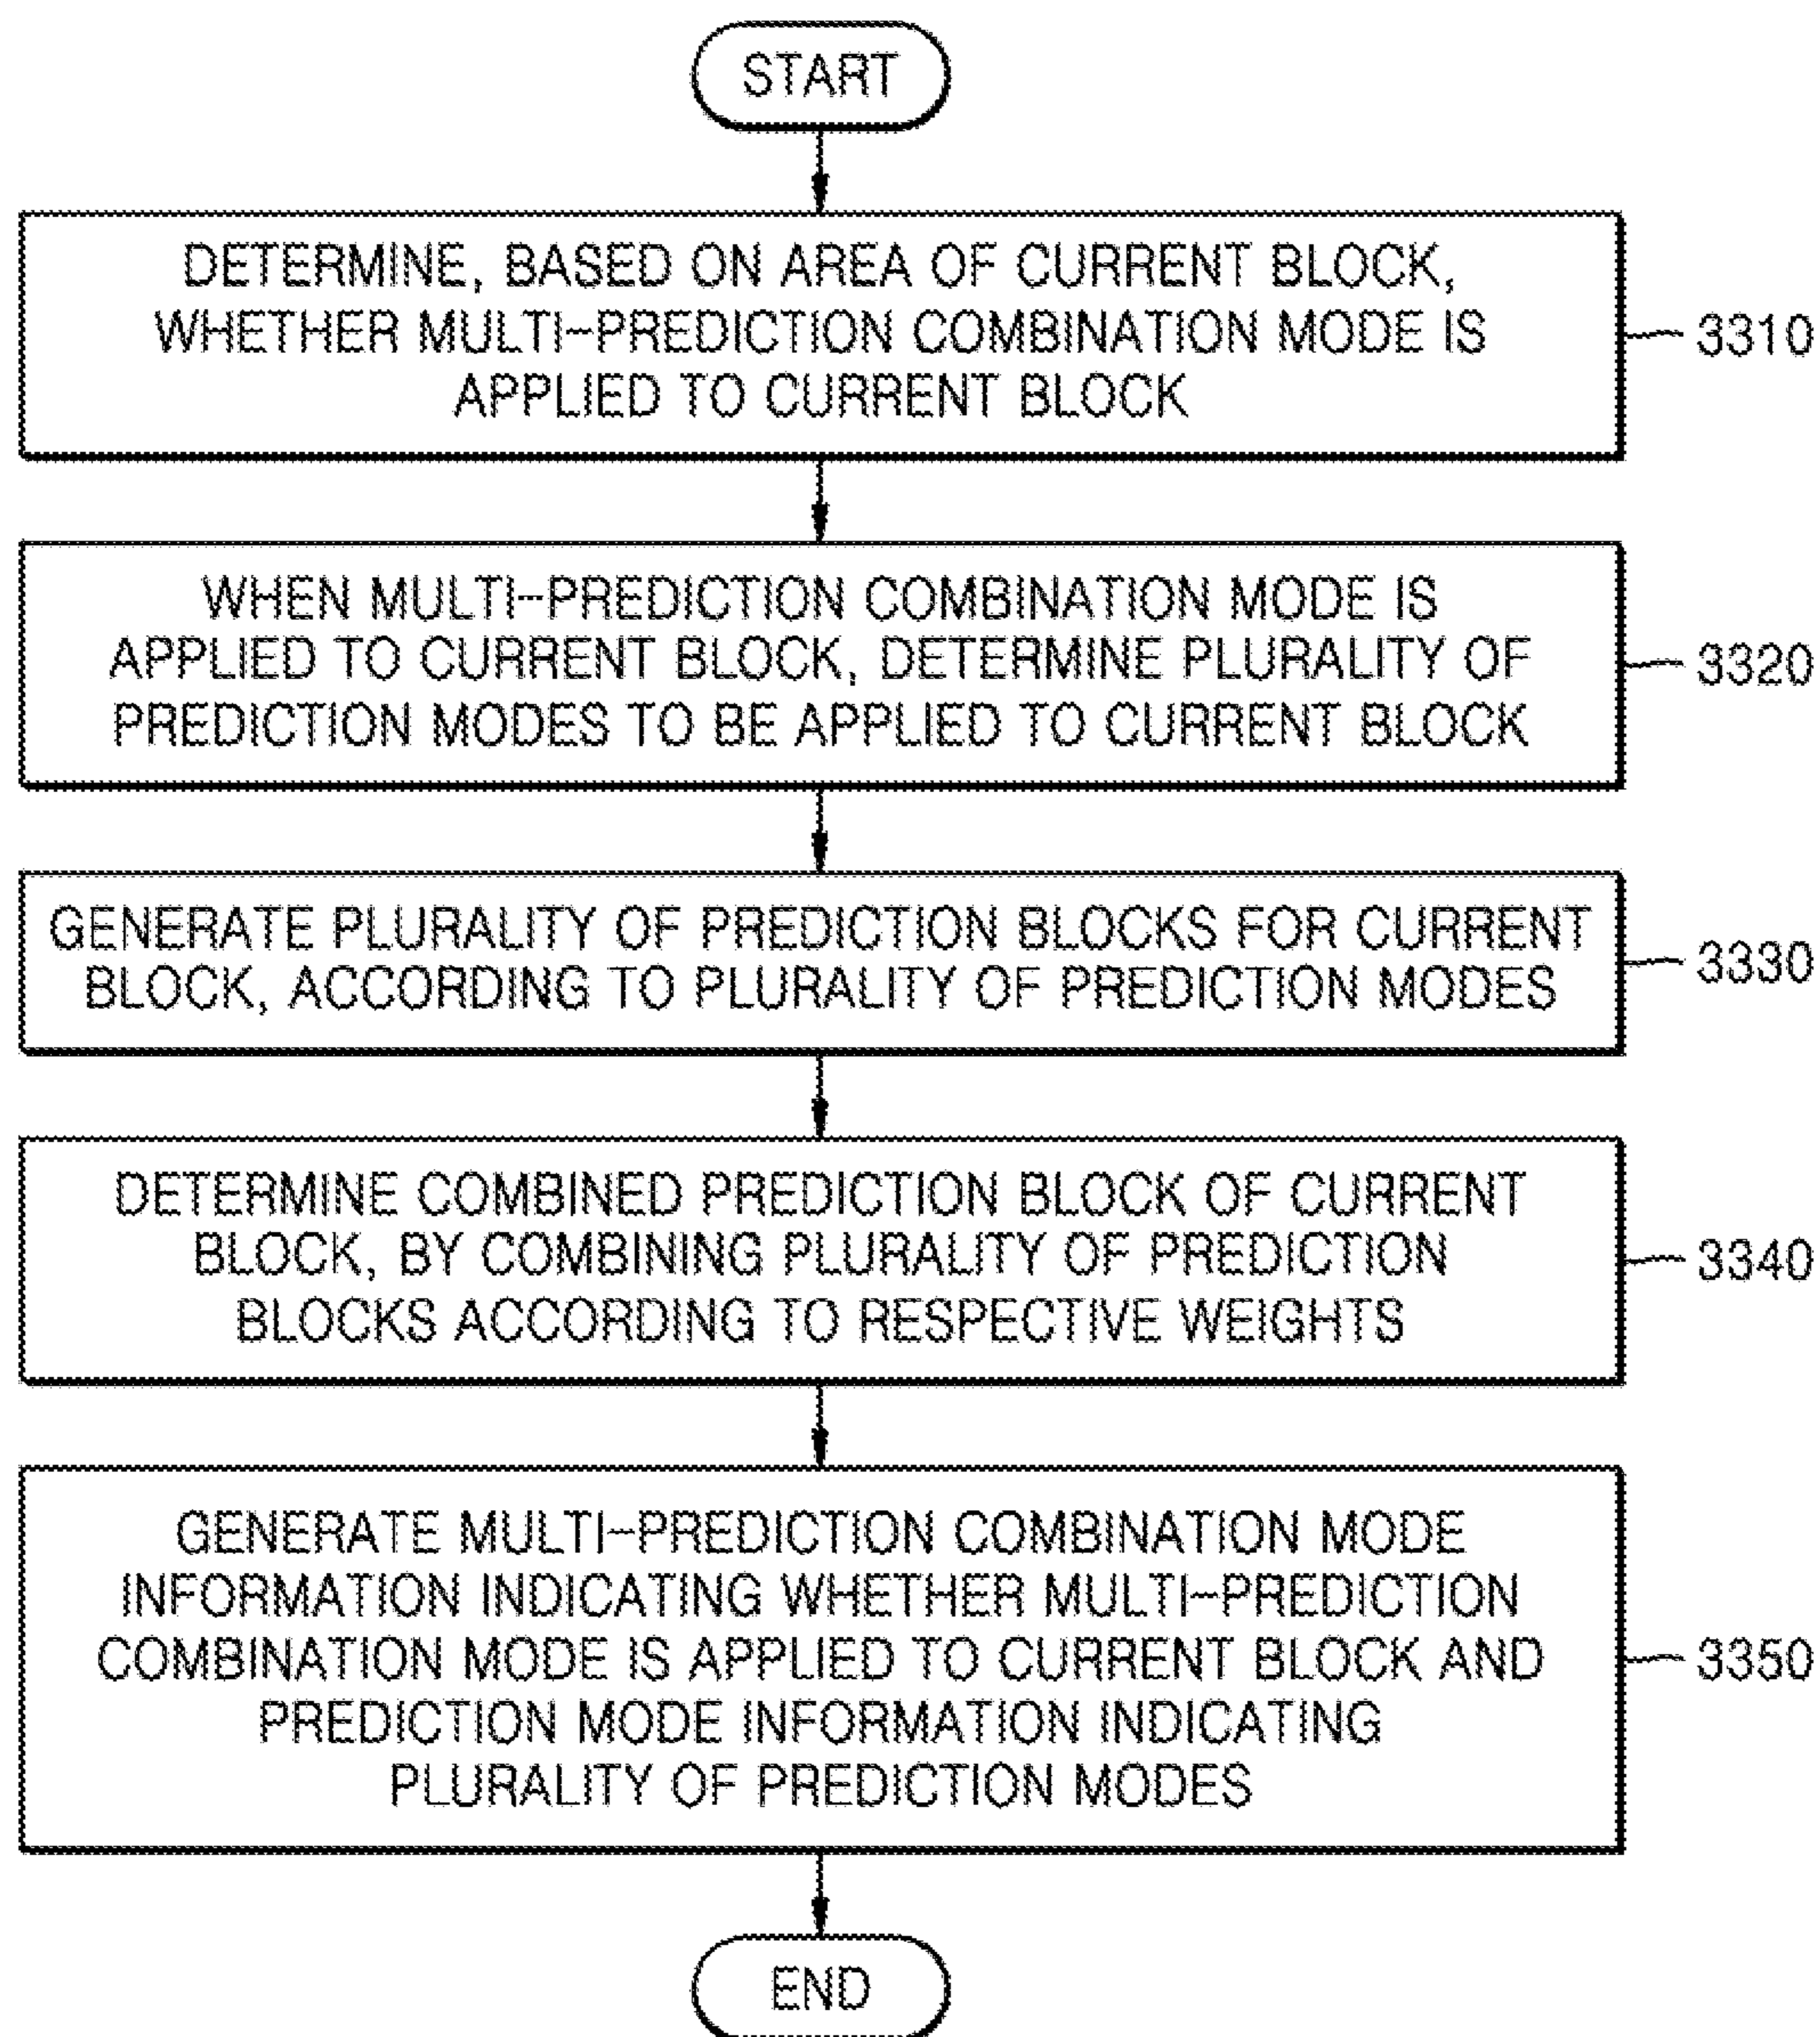 START
DETERMINE, BASED ON AREA OF CURRENT BLOCK,
WHETHER MULTI-PREDICTION COMBINATION MODE IS
APPLIED TO CURRENT BLOCK
3310
WHEN MULTI-PREDICTION COMBINATION MODE IS
APPLIED TO CURRENT BLOCK, DETERMINE PLURALITY OF
PREDICTION MODES TO BE APPLIED TO CURRENT BLOCK
3320
GENERATE PLURALITY OF PREDICTION BLOCKS FOR CURRENT
BLOCK, ACCORDING TO PLURALITY OF PREDICTION MODES
3330
DETERMINE COMBINED PREDICTION BLOCK OF CURRENT
BLOCK, BY COMBINING PLURALITY OF PREDICTION
BLOCKS ACCORDING TO RESPECTIVE WEIGHTS
3340
GENERATE MULTI-PREDICTION COMBINATION MODE
INFORMATION INDICATING WHETHER MULTI-PREDICTION
COMBINATION MODE IS APPLIED TO CURRENT BLOCK AND
PREDICTION MODE INFORMATION INDICATING
PLURALITY OF PREDICTION MODES
3350
END